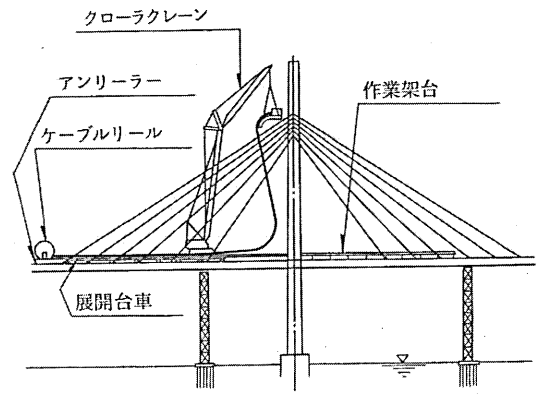 クローラクレーン
アンリーラー
作業架台
ケーブルリール
展開台車